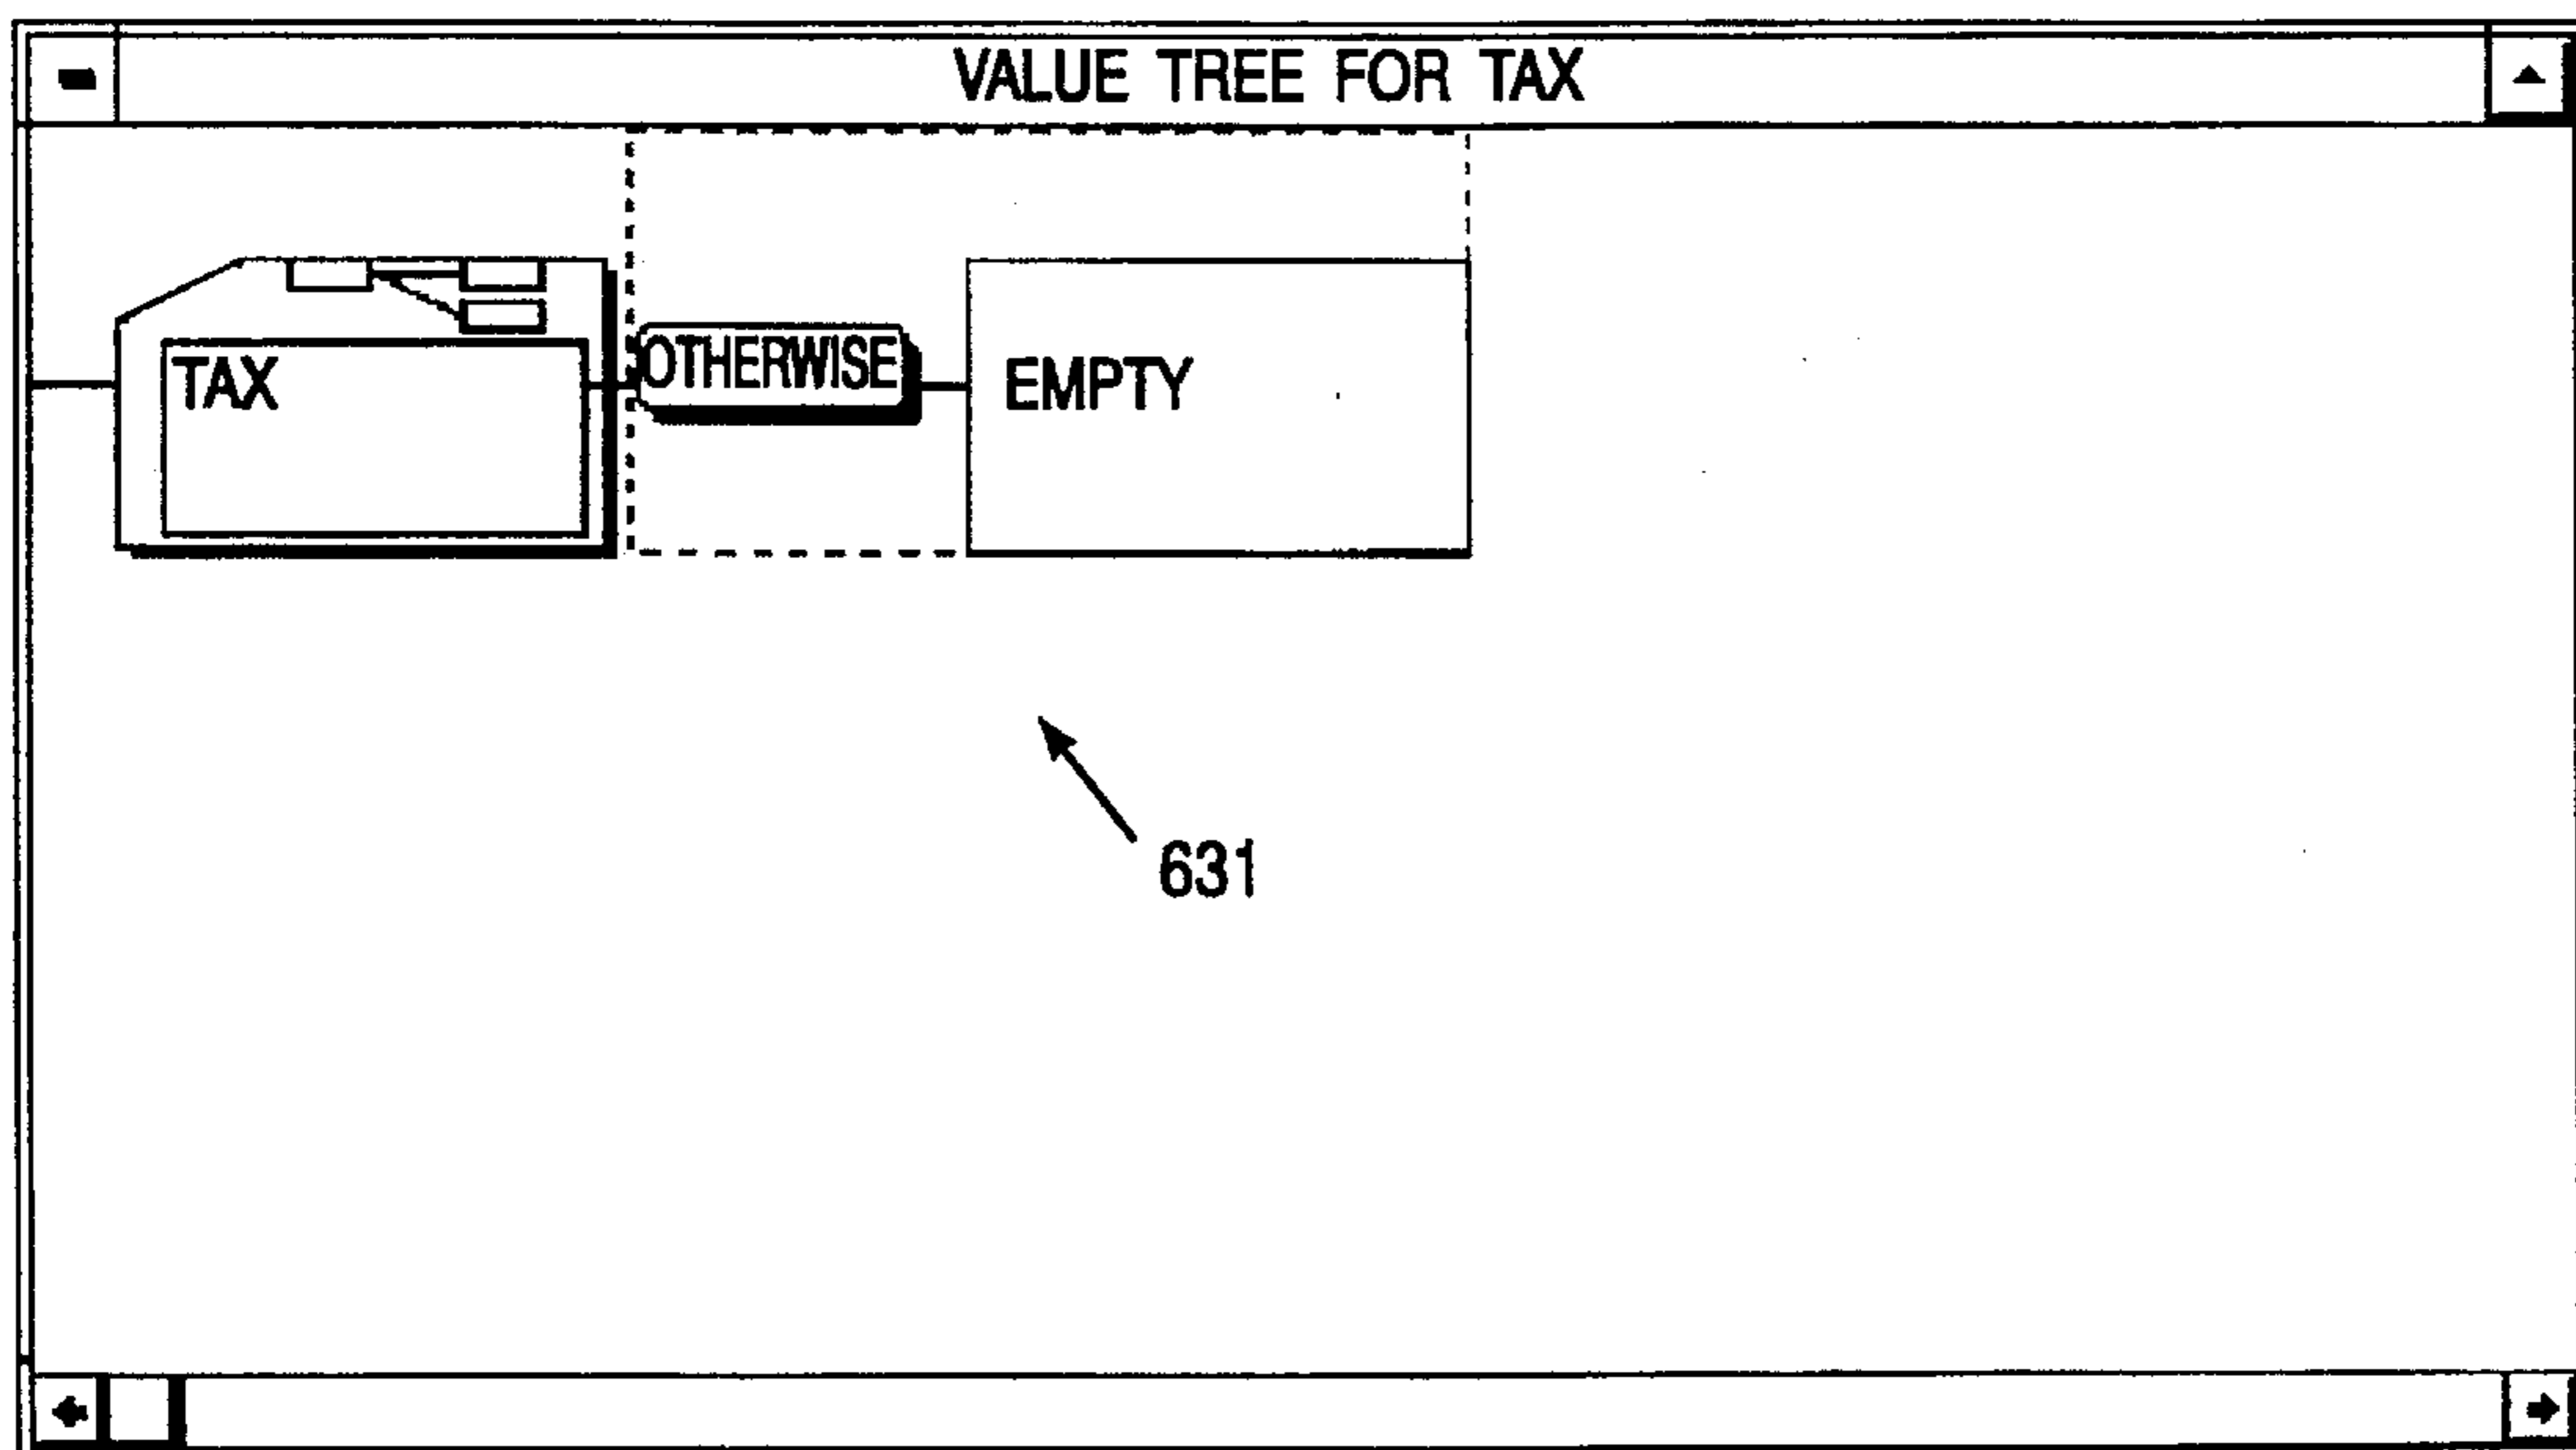 VALUE TREE FOR TAX
TAX
OTHERWISE
EMPTY
631